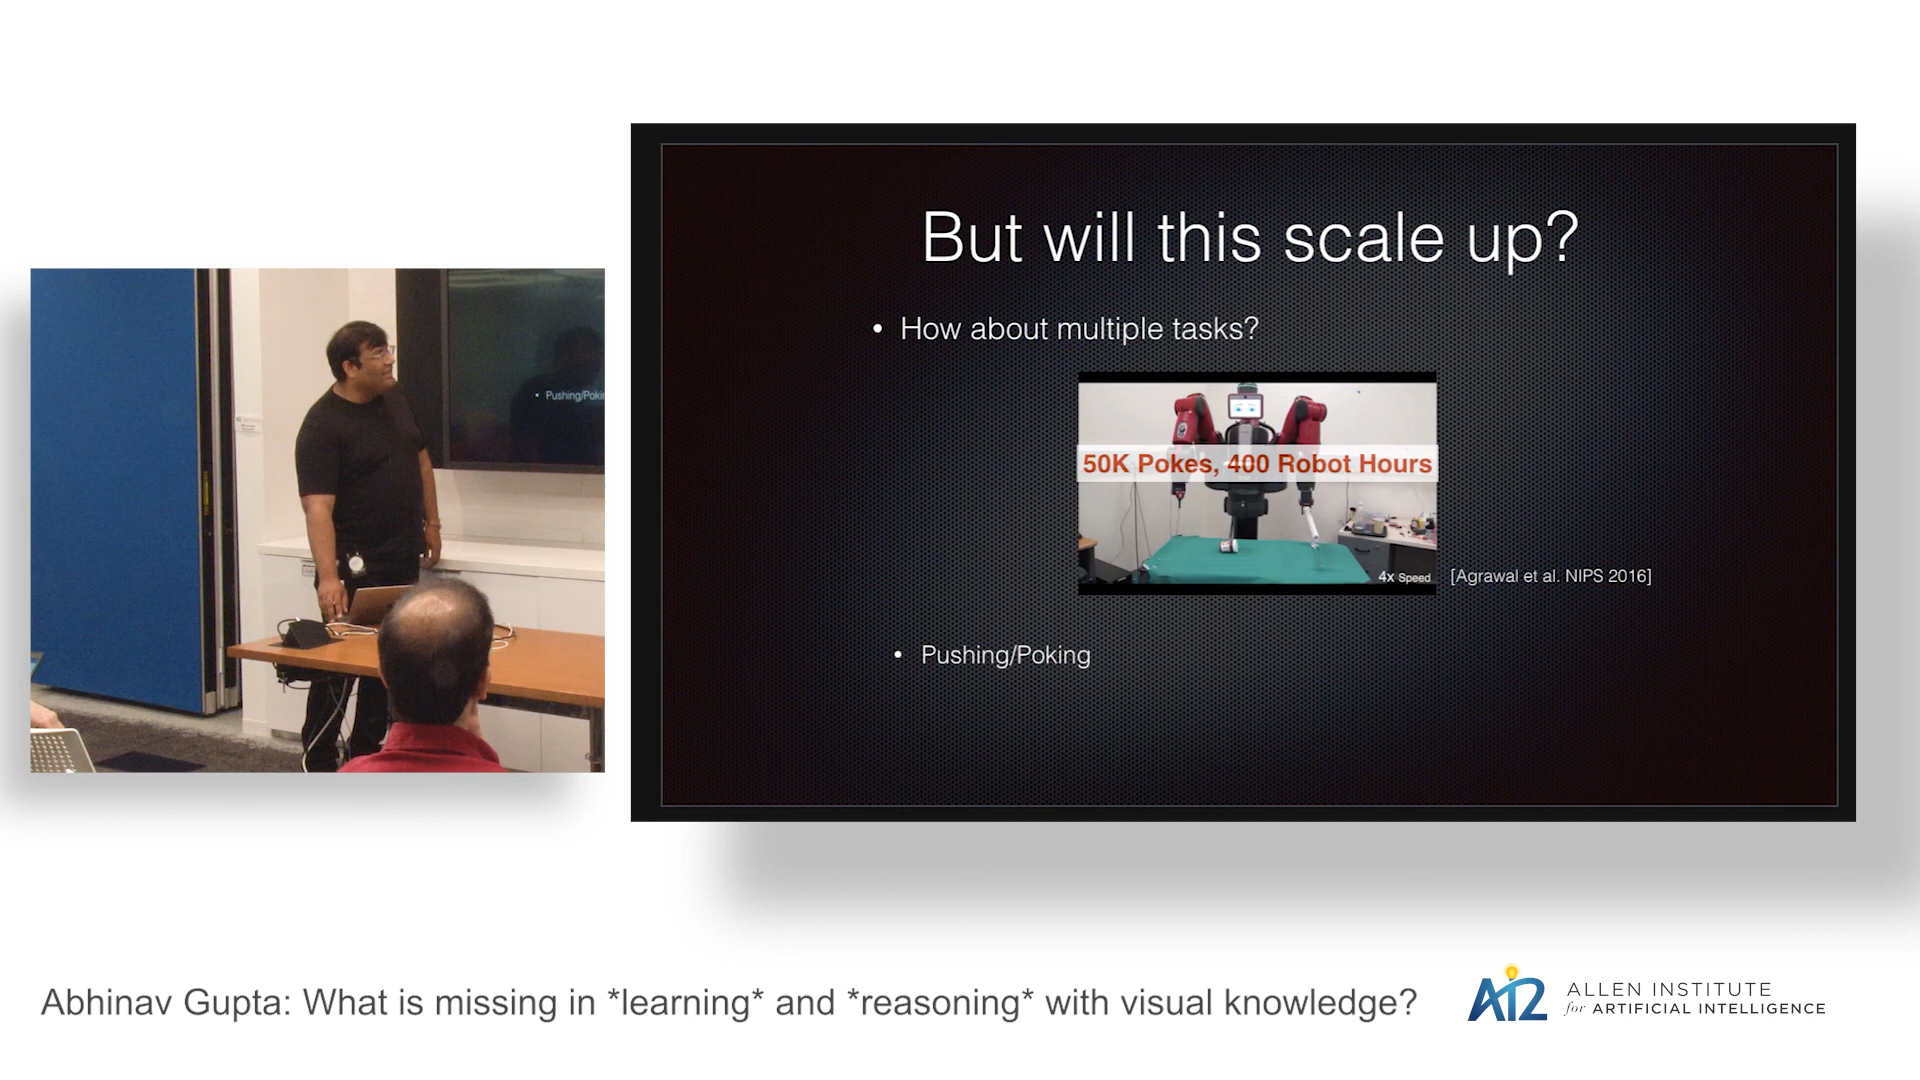 • Pushing/Pokin
But will this scale up?
• How about multiple tasks?
50K Pokes, 400 Robot Hours
4x Speed
[Agrawal et al. NIPS 2016]
• Pushing/Poking
Abhinav Gupta: What is missing in *learning* and *reasoning* with visual knowledge?
AI2
ALLEN INSTITUTE
for ARTIFICIAL INTELLIGENCE